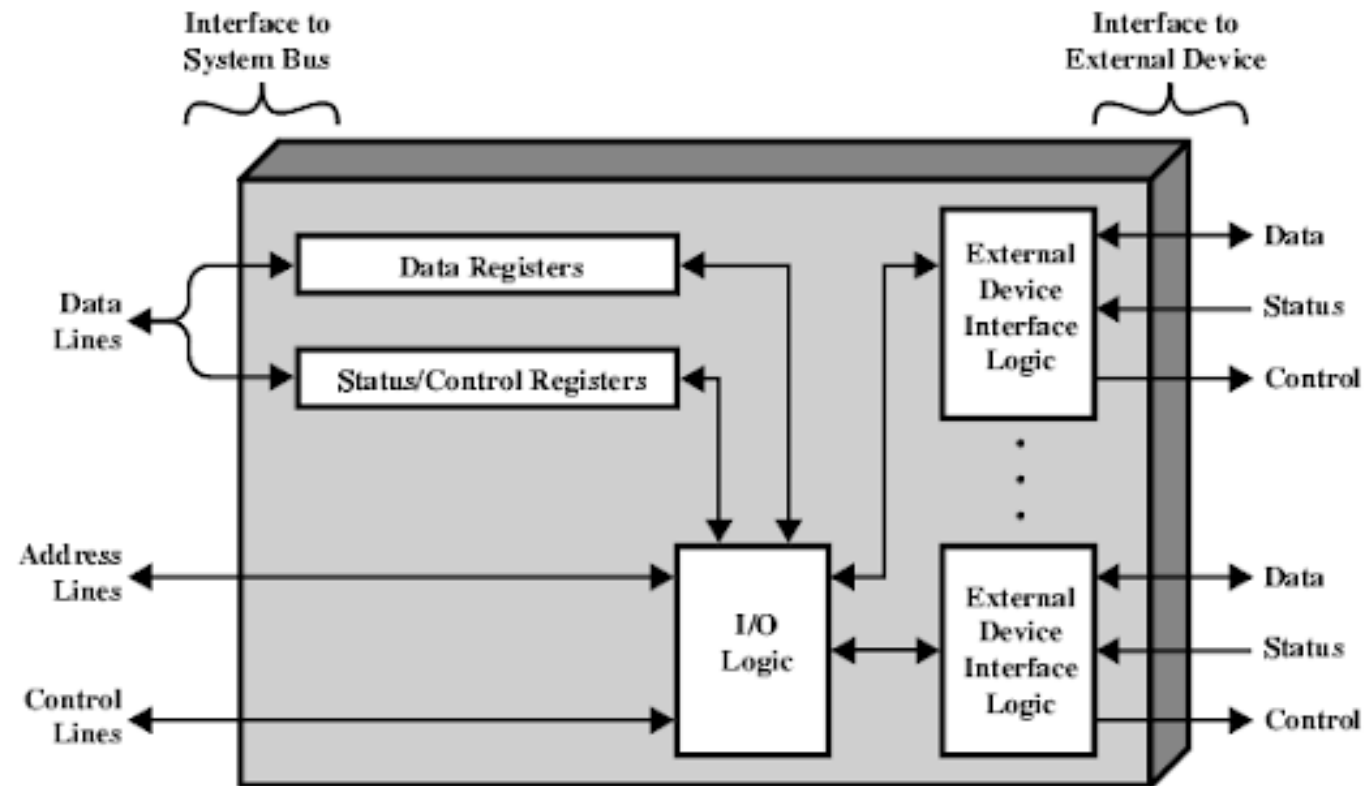 Interface to
System Bus
Interface to
External Device
Data Registers
Status/Control Registers
Data
Lines
Address
Lines
Control
Lines
I/O
Logic
External
Device
Interface
Logic
Data
Status
Control
External
Device
Interface
Logic
Data
Status
Control